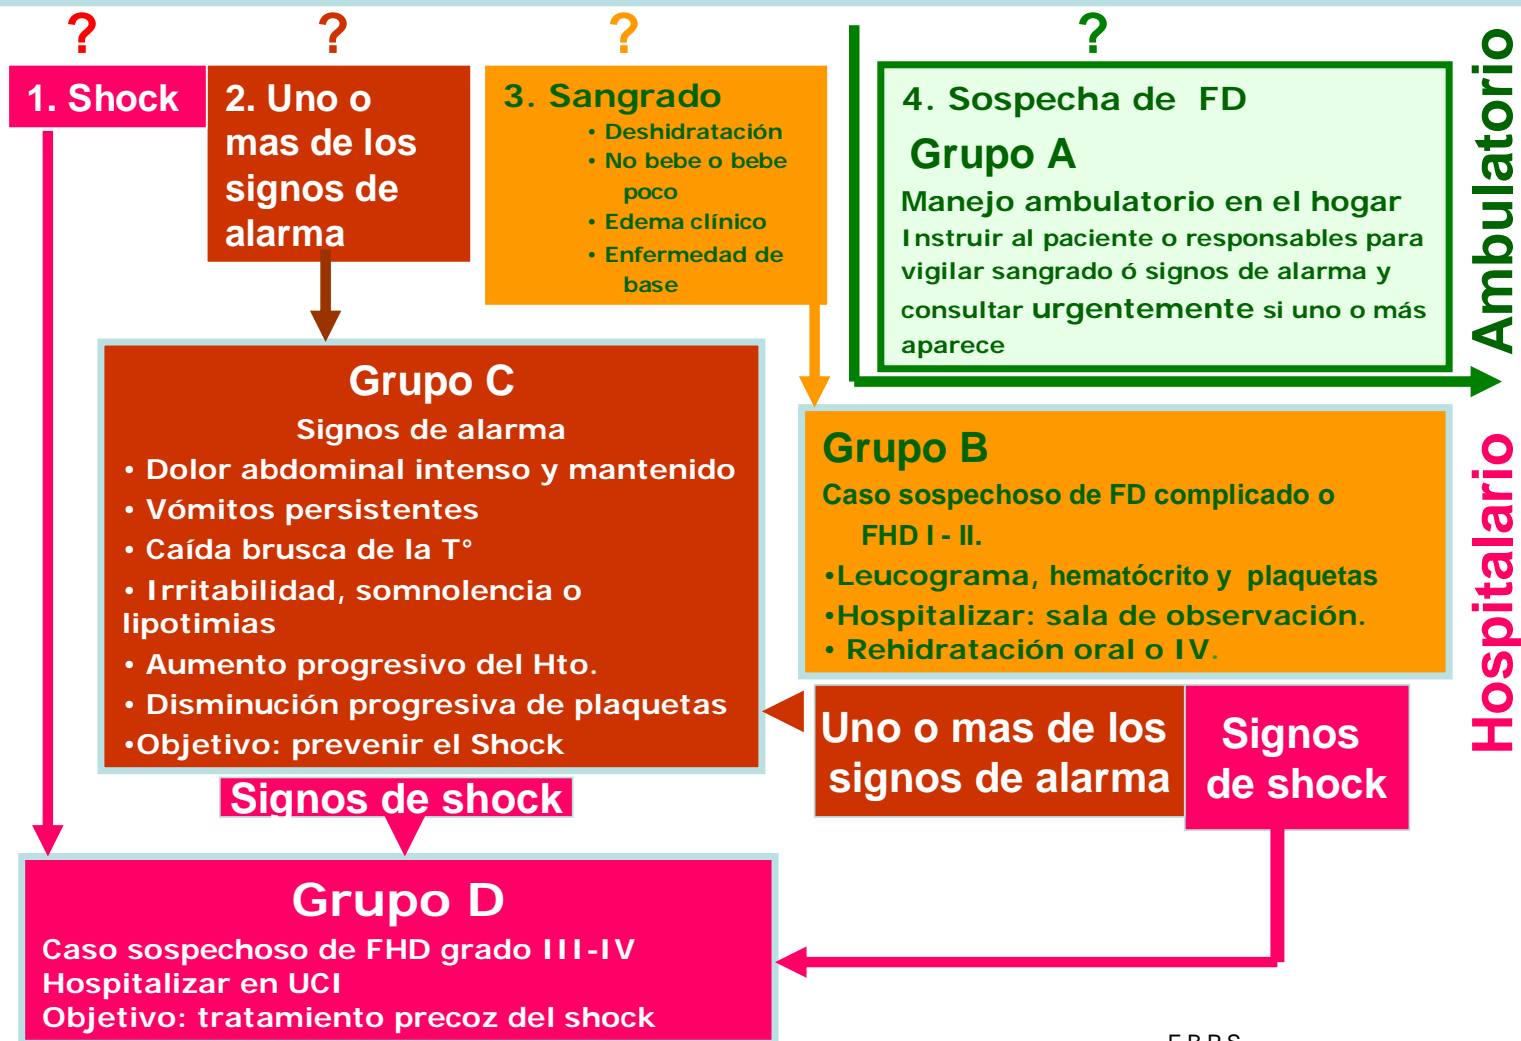 ?
?
?
?
1. Shock
2. Uno o
mas de los
signos de
alarma
3. Sangrado
• Deshidratación
• No bebe o bebe
poco
• Edema clínico
• Enfermedad de
base
4. Sospecha de FD
Grupo A
Manejo ambulatorio en el hogar
Instruir al paciente o responsables para
vigilar sangrado ó signos de alarma y
consultar urgentemente si uno o más
aparece
Ambulatorio
Grupo C
Signos de alarma
• Dolor abdominal intenso y mantenido
• Vómitos persistentes
• Caída brusca de la T°
• Irritabilidad, somnolencia o
lipotimias
• Aumento progresivo del Hto.
• Disminución progresiva de plaquetas
•Objetivo: prevenir el Shock
Grupo B
Caso sospechoso de FD complicado o
FHD I - II.
•Leucograma, hematócrito y plaquetas
•Hospitalizar: sala de observación.
• Rehidratación oral o IV.
Hospitalario
Uno o mas de los
signos de alarma
Signos
de shock
Signos de shock
Grupo D
Caso sospechoso de FHD grado III-IV
Hospitalizar en UCI
Objetivo: tratamiento precoz del shock